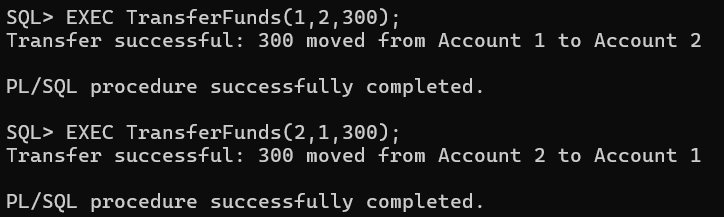 SQL> EXEC TransferFunds(1,2,300);
Transfer successful: 300 moved from Account 1 to Account 2
PL/SQL procedure successfully completed.
SQL> EXEC TransferFunds(2,1,300);
Transfer successful: 300 moved from Account 2 to Account 1
PL/SQL procedure successfully completed.